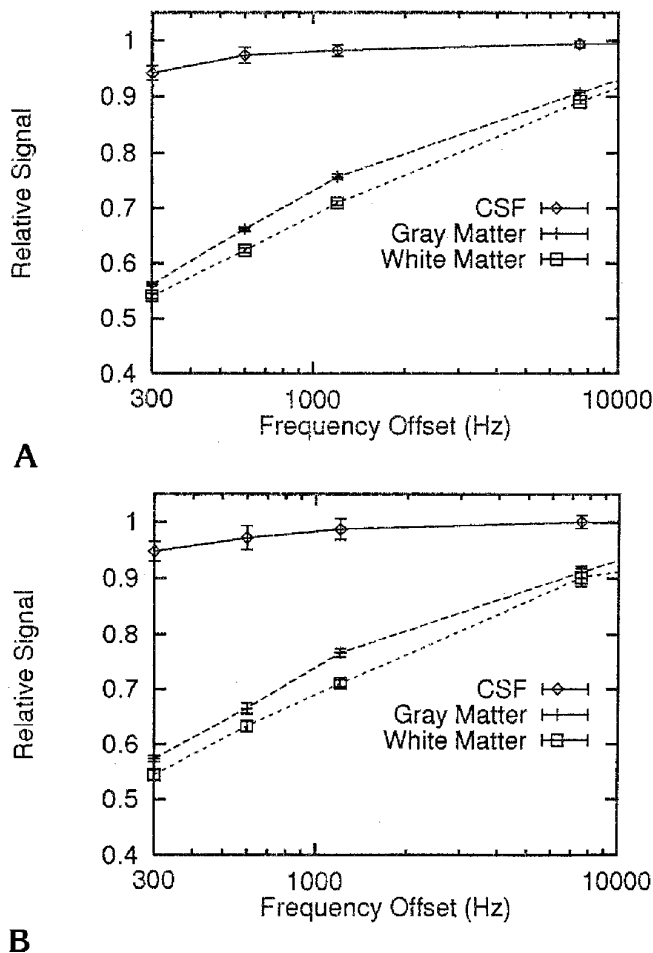 1
0.9
0.8
0.7
0.6
0.5
0.4
Relative Signal
CSF
Gray Matter
White Matter
300
1000
10000
Frequency Offset (Hz)
A
1
0.9
0.8
0.7
0.6
0.5
0.4
Relative Signal
CSF
Gray Matter
White Matter
300
1000
10000
Frequency Offset (Hz)
B